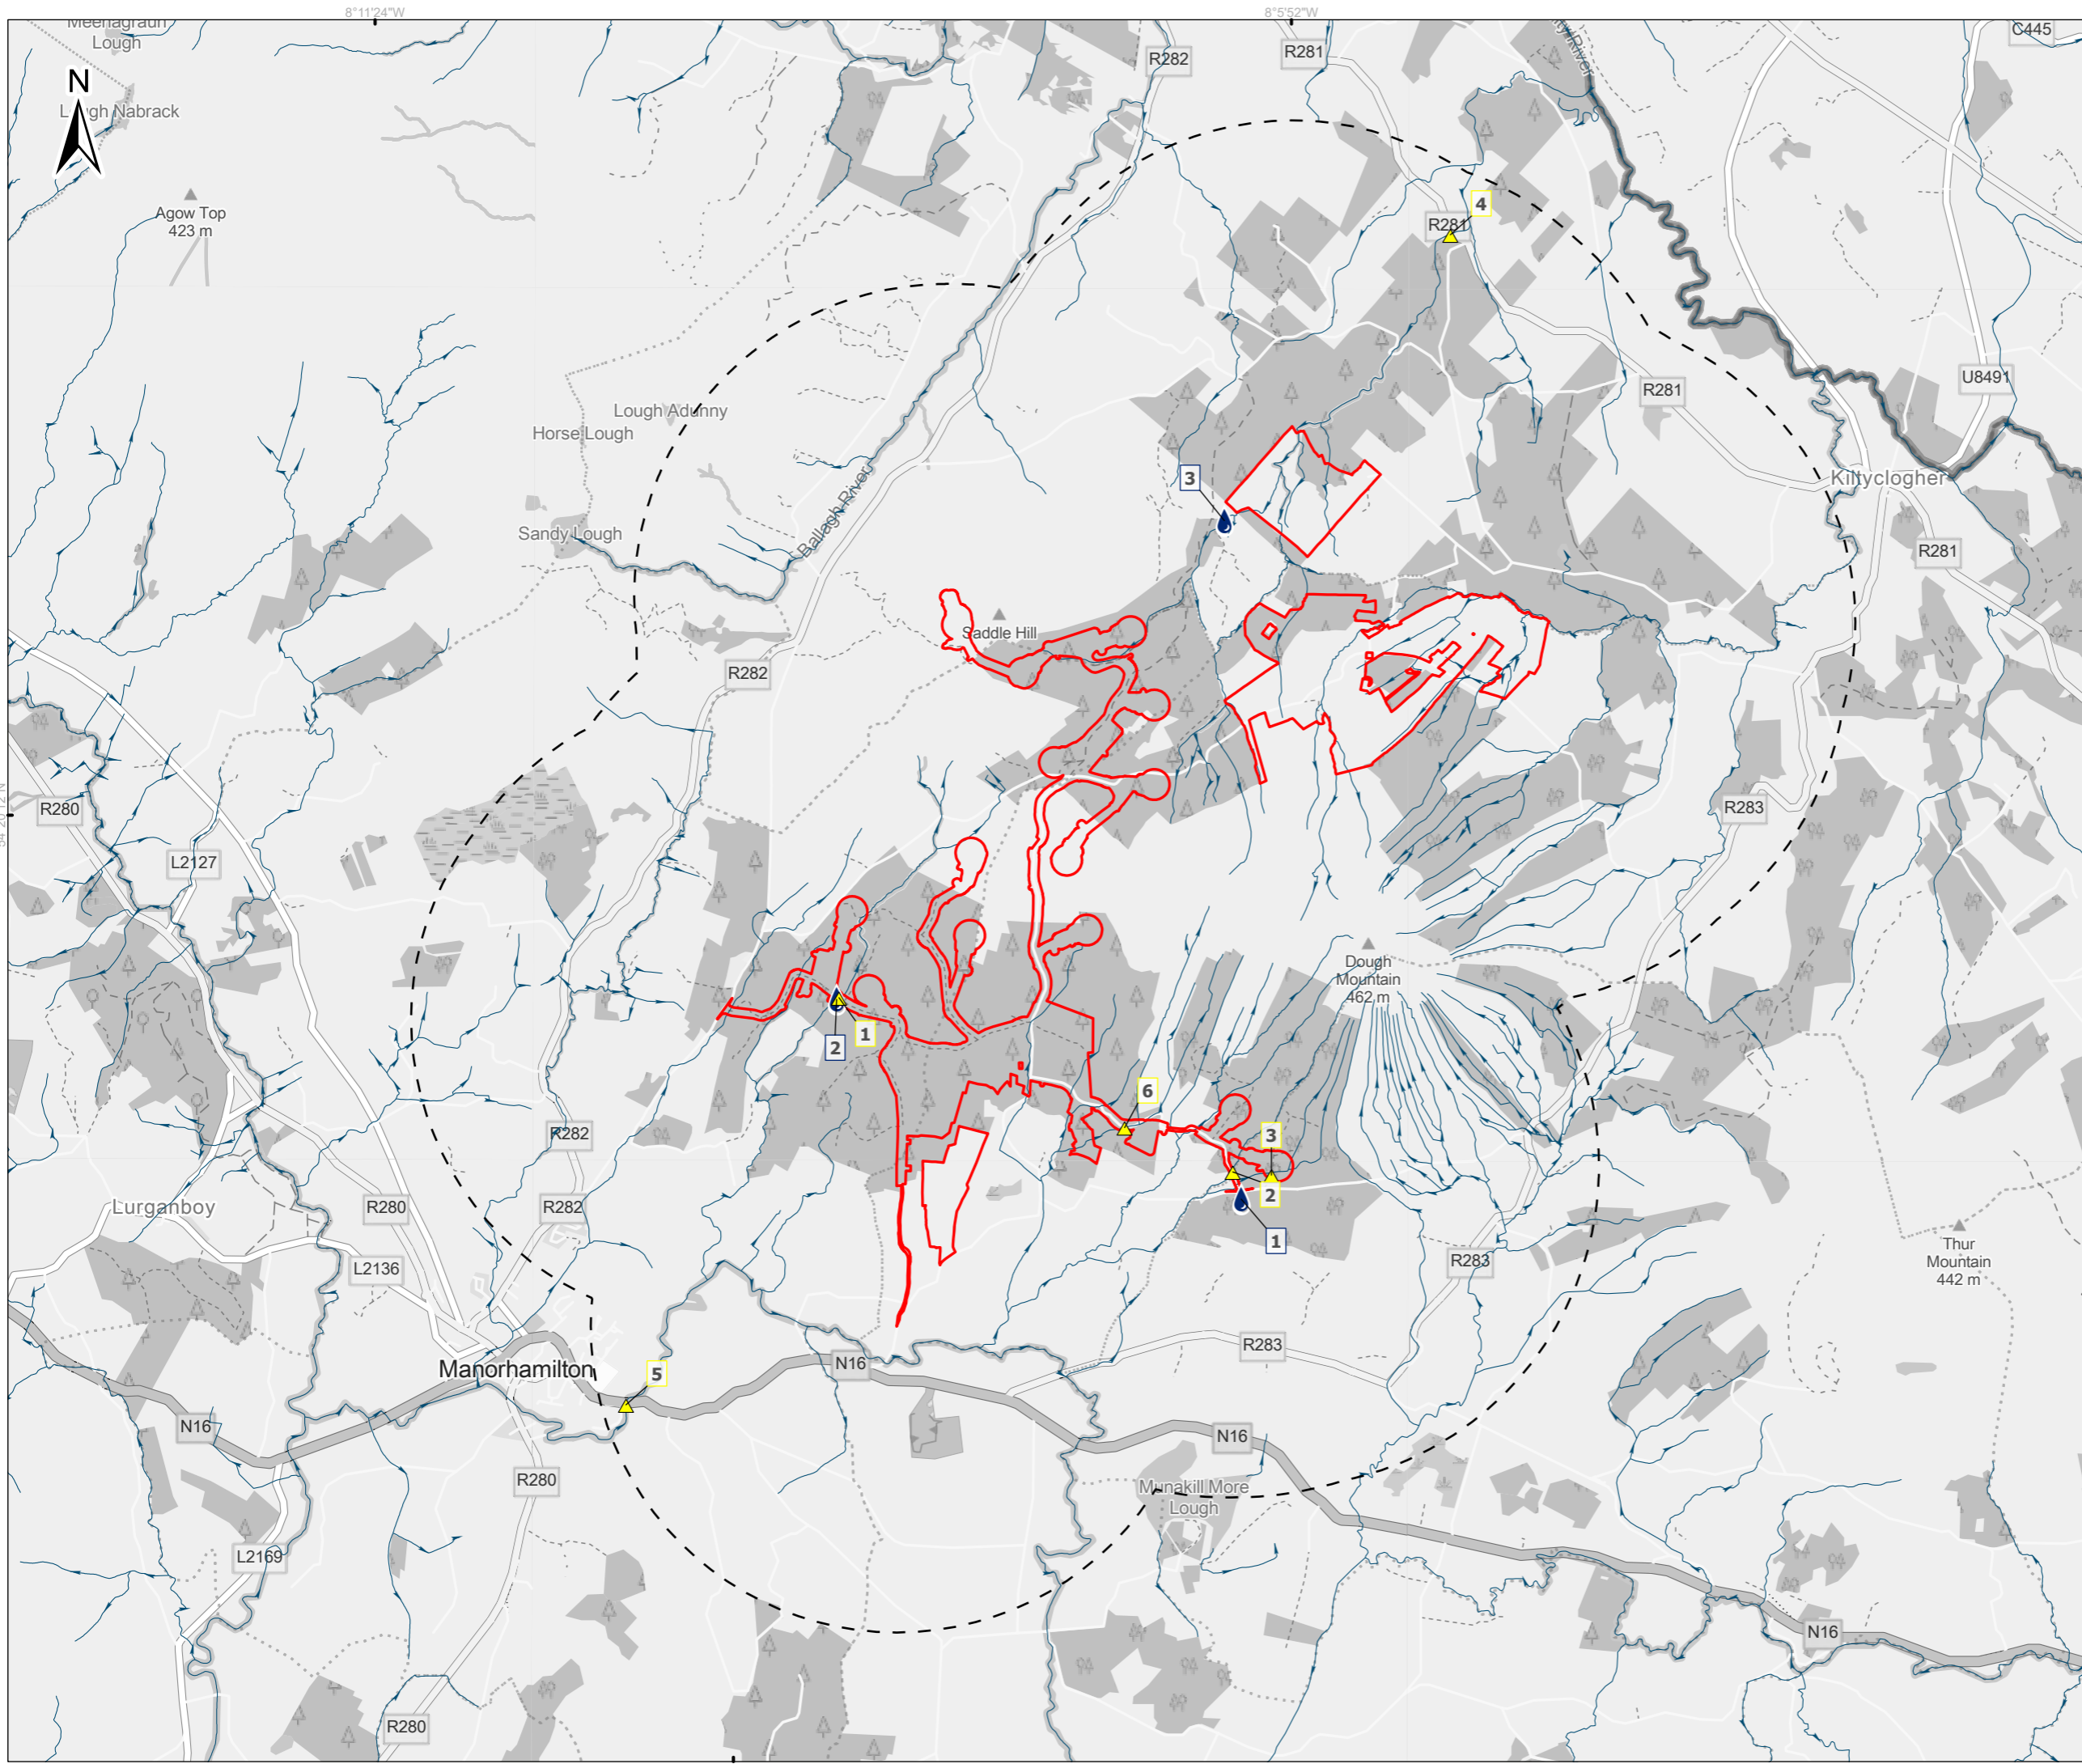 8°11'24"W
8°5'52"W
Meenagraun
Lough
N
Lough Nabrack
Agow Top
423 m
R282
R281
C445
4
R281
Lough Adunny
Horse Lough
Sandy Lough
Ballagh River
3
R281
U8491
Kiltyclogher
R281
Saddle Hill
R282
R280
L2127
R283
Dough
Mountain
462 m
2
1
6
3
2
1
R282
Lurganboy
R280
R282
L2136
R283
Thur
Mountain
442 m
Manorhamilton
5
N16
R283
N16
N16
R280
Munakill More
Lough
L2169
N16
R280